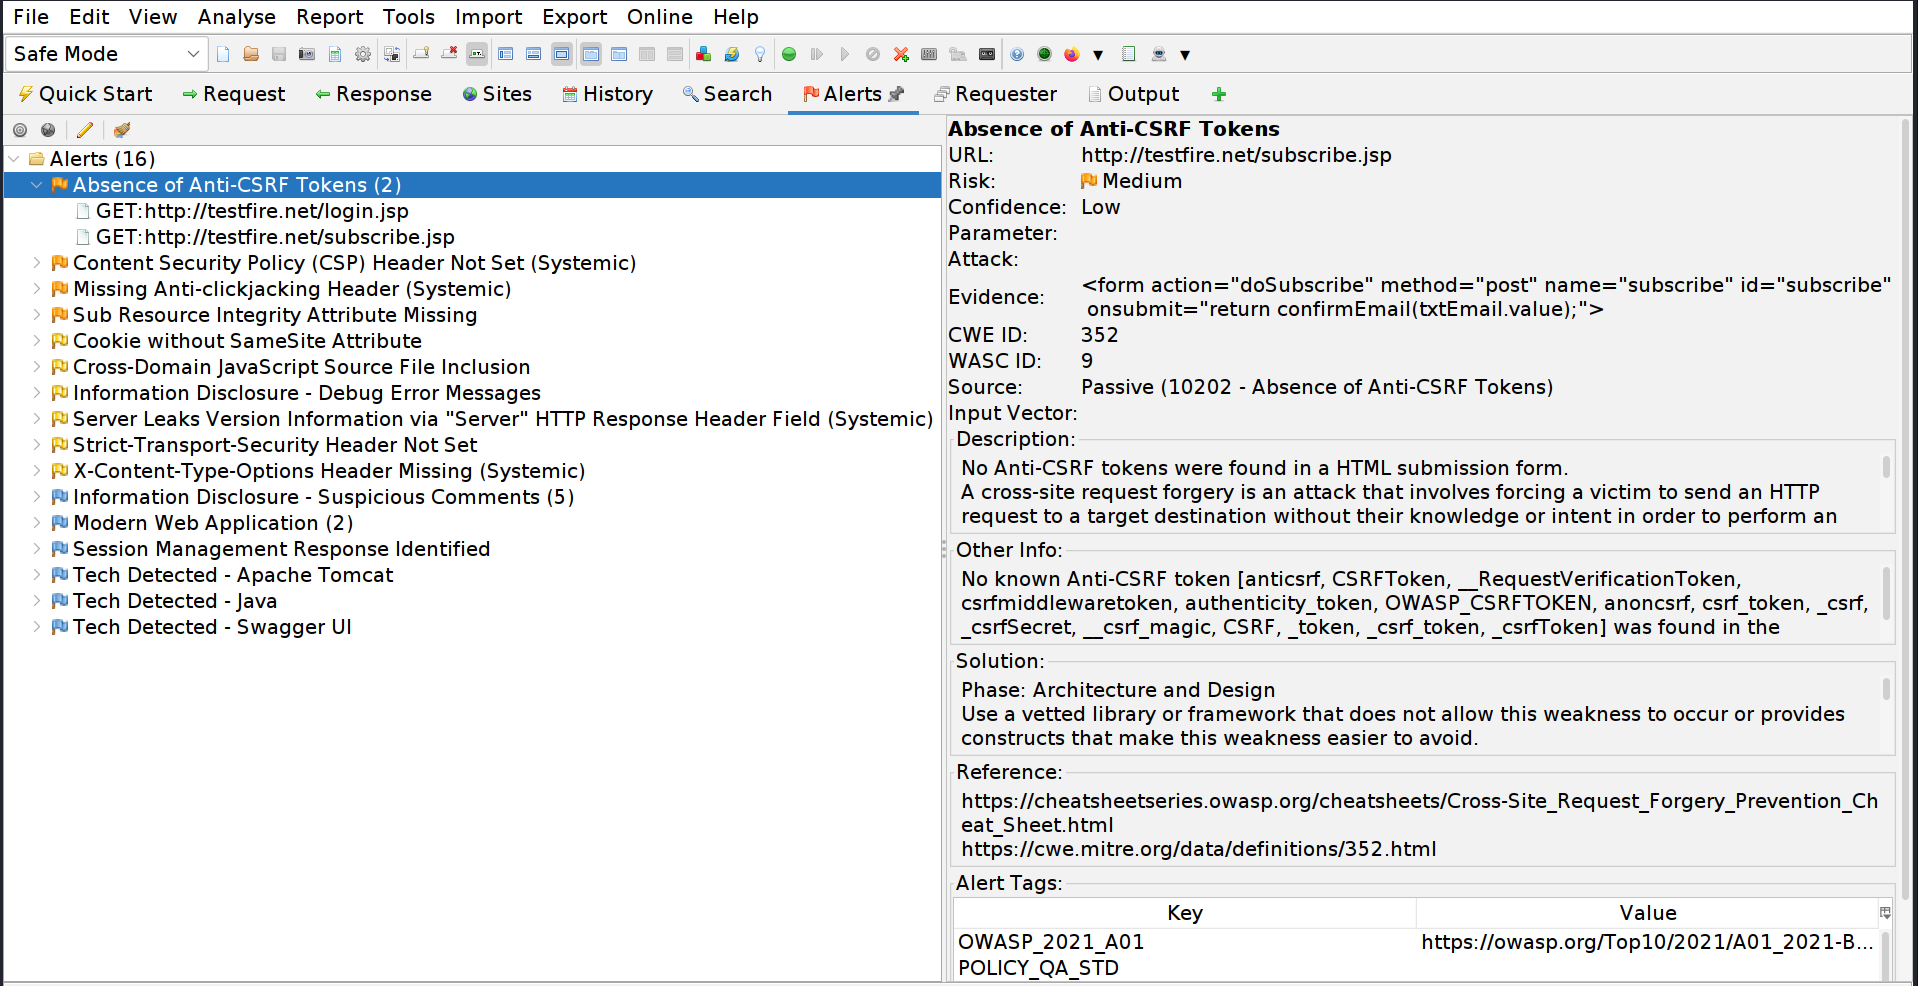 File Edit View Analyse Report Tools Import Export Online Help
Safe Mode
Quick Start Request Response Sites History Search Alerts Requester Output
Alerts (16)
Absence of Anti-CSRF Tokens (2)
GET:http://testfire.net/login.jsp
GET:http://testfire.net/subscribe.jsp
Content Security Policy (CSP) Header Not Set (Systemic)
Missing Anti-clickjacking Header (Systemic)
Sub Resource Integrity Attribute Missing
Cookie without SameSite Attribute
Cross-Domain JavaScript Source File Inclusion
Information Disclosure - Debug Error Messages
Server Leaks Version Information via "Server" HTTP Response Header Field (Systemic)
Strict-Transport-Security Header Not Set
X-Content-Type-Options Header Missing (Systemic)
Information Disclosure - Suspicious Comments (5)
Modern Web Application (2)
Session Management Response Identified
Tech Detected - Apache Tomcat
Tech Detected - Java
Tech Detected - Swagger UI
Absence of Anti-CSRF Tokens
URL: http://testfire.net/subscribe.jsp
Risk: Medium
Confidence: Low
Parameter:
Attack:
Evidence: <form action="doSubscribe" method="post" name="subscribe" id="subscribe"
onsubmit="return confirmEmail(txtEmail.value);">
CWE ID: 352
WASC ID: 9
Source: Passive (10202 - Absence of Anti-CSRF Tokens)
Input Vector:
Description:
No Anti-CSRF tokens were found in a HTML submission form.
A cross-site request forgery is an attack that involves forcing a victim to send an HTTP
request to a target destination without their knowledge or intent in order to perform an
Other Info:
No known Anti-CSRF token [anticsrf, CSRFToken, __RequestVerificationToken,
csrfmiddlewaretoken, authenticity_token, OWASP_CSRFTOKEN, anoncsrf, csrf_token, _csrf,
_csrfSecret, __csrf_magic, CSRF, _token, _csrf_token, _csrfToken] was found in the
Solution:
Phase: Architecture and Design
Use a vetted library or framework that does not allow this weakness to occur or provides
constructs that make this weakness easier to avoid.
Reference:
https://cheatsheetseries.owasp.org/cheatsheets/Cross-Site_Request_Forgery_Prevention_Ch
eat_Sheet.html
https://cwe.mitre.org/data/definitions/352.html
Alert Tags:
Key Value
OWASP_2021_A01 https://owasp.org/Top10/2021/A01_2021-B...
POLICY_QA_STD